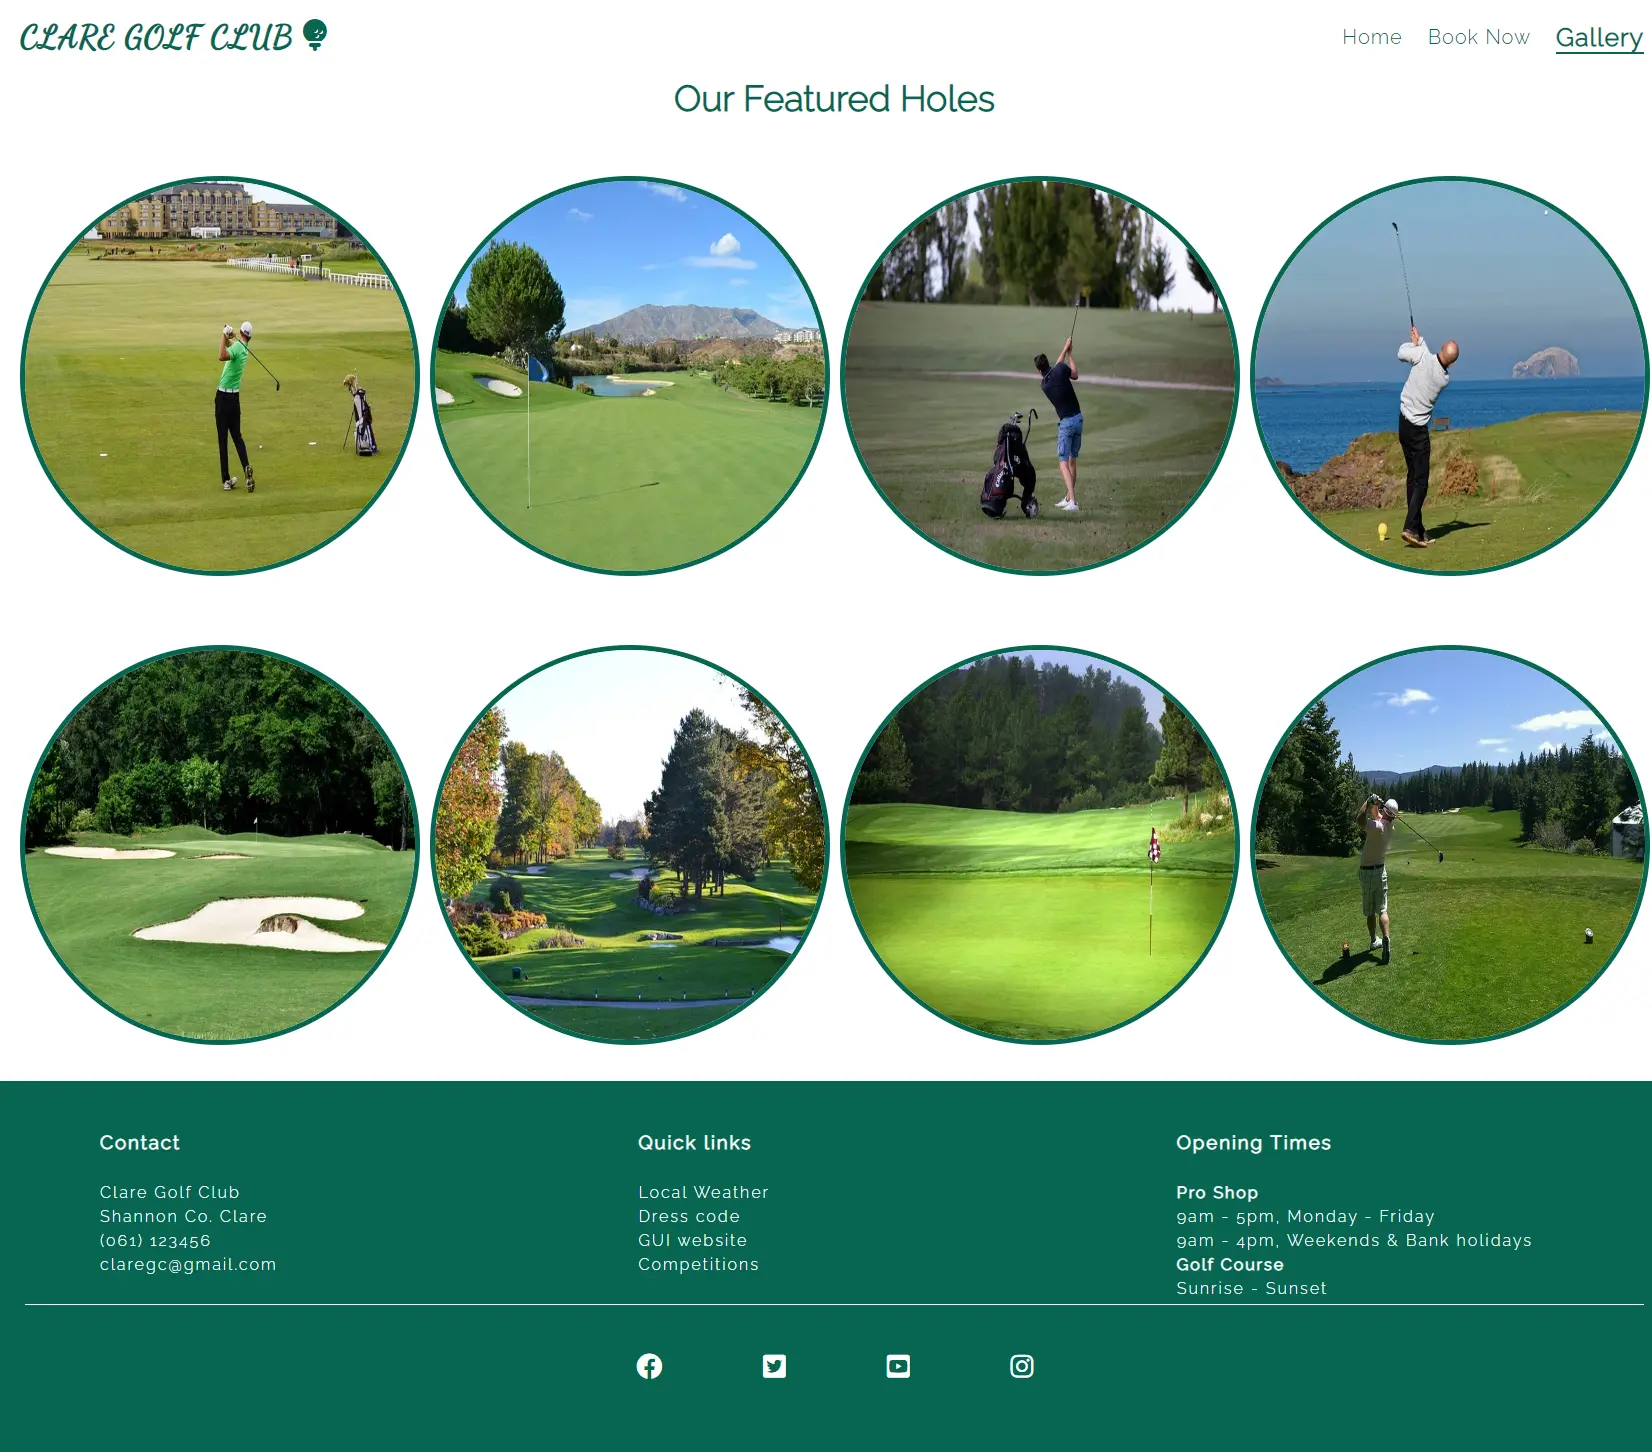 CLARE GOLF CLUB
Home Book Now Gallery
Our Featured Holes
Contact
Clare Golf Club
Shannon Co. Clare
(061) 123456
claregc@gmail.com
Quick links
Local Weather
Dress code
GUI website
Competitions
Opening Times
Pro Shop
9am - 5pm, Monday - Friday
9am - 4pm, Weekends & Bank holidays
Golf Course
Sunrise - Sunset